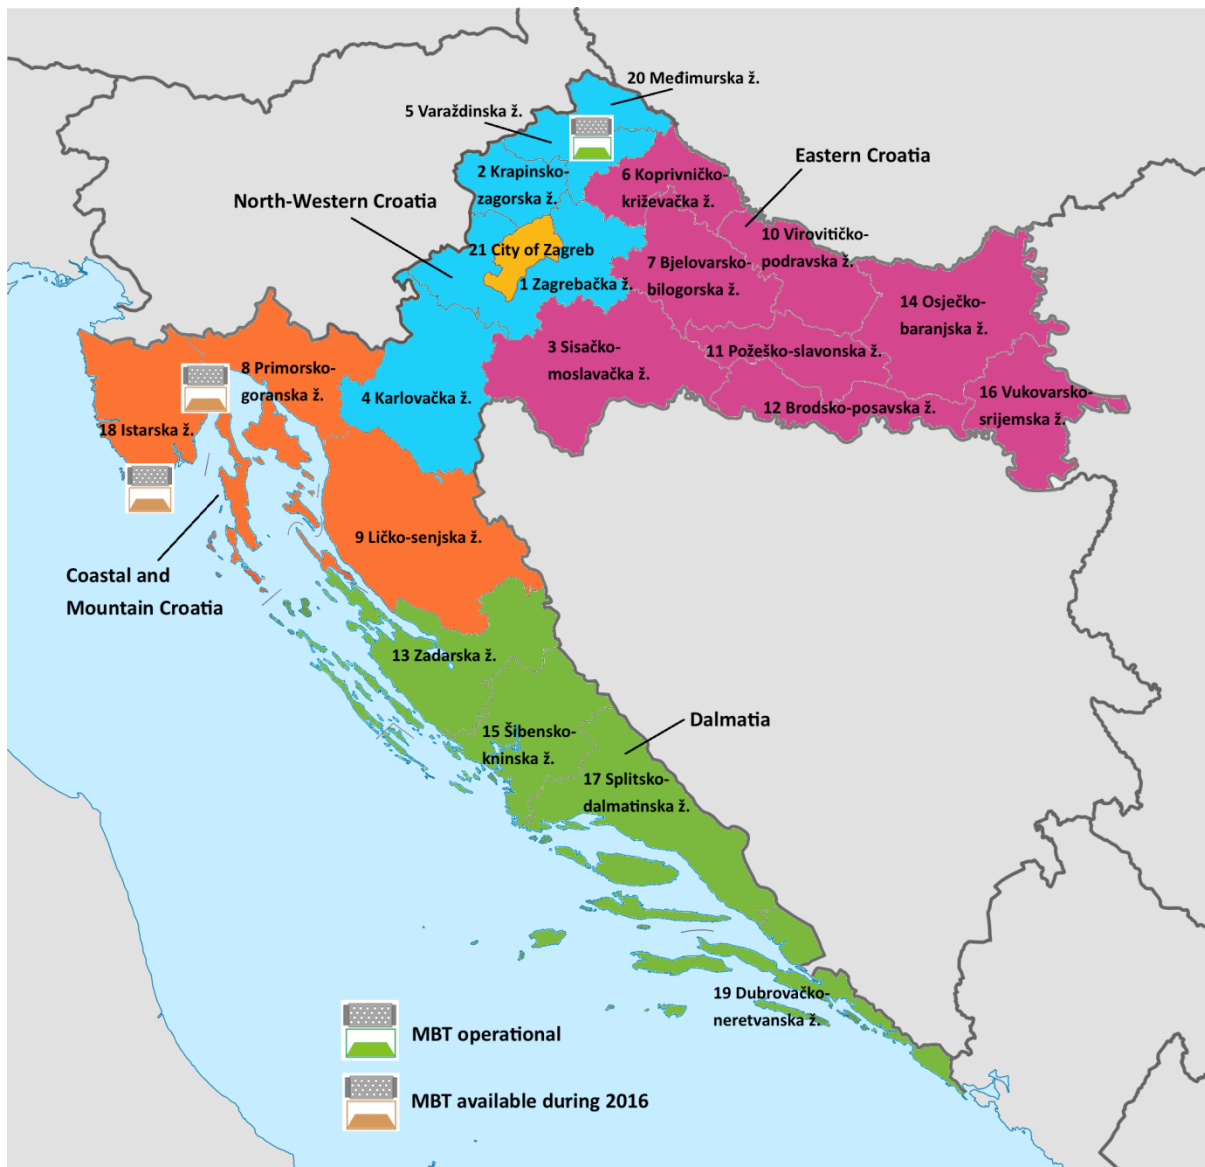 20 Međimurska ž.
5 Varaždinska ž.
Eastern Croatia
2 Krapinsko-
zagorska ž.
6 Koprivničko-
križevačka ž.
North-Western Croatia
10 Virovitičko-
podravska ž.
21 City of Zagreb
7 Bjelovarsko-
bilogorska ž.
1 Zagrebačka ž.
14 Osječko-
baranjska ž.
3 Sisačko-
moslavačka ž.
11 Požeško-slavonska ž.
8 Primorsko-
goranska ž.
4 Karlovačka ž.
16 Vukovarsko-
srijemska ž.
12 Brodsko-posavska ž.
18 Istarska ž.
9 Ličko-senjska ž.
Coastal and
Mountain Croatia
13 Zadarska ž.
Dalmatia
15 Šibensko-
kninska ž.
17 Splitsko-
dalmatinska ž.
19 Dubrovačko-
neretvanska ž.
MBT operational
MBT available during 2016